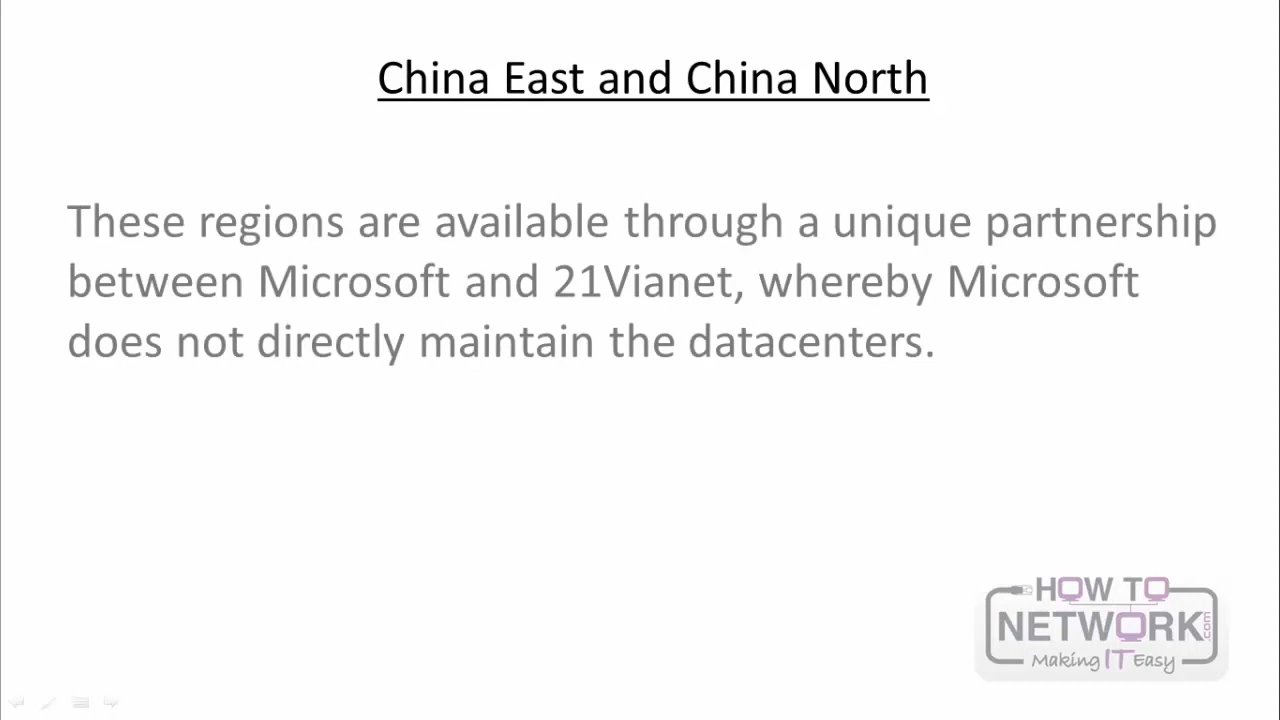 China East and China North
These regions are available through a unique partnership
between Microsoft and 21Vianet, whereby Microsoft
does not directly maintain the datacenters.
HOW TO
NETWORK.com
Making IT Easy